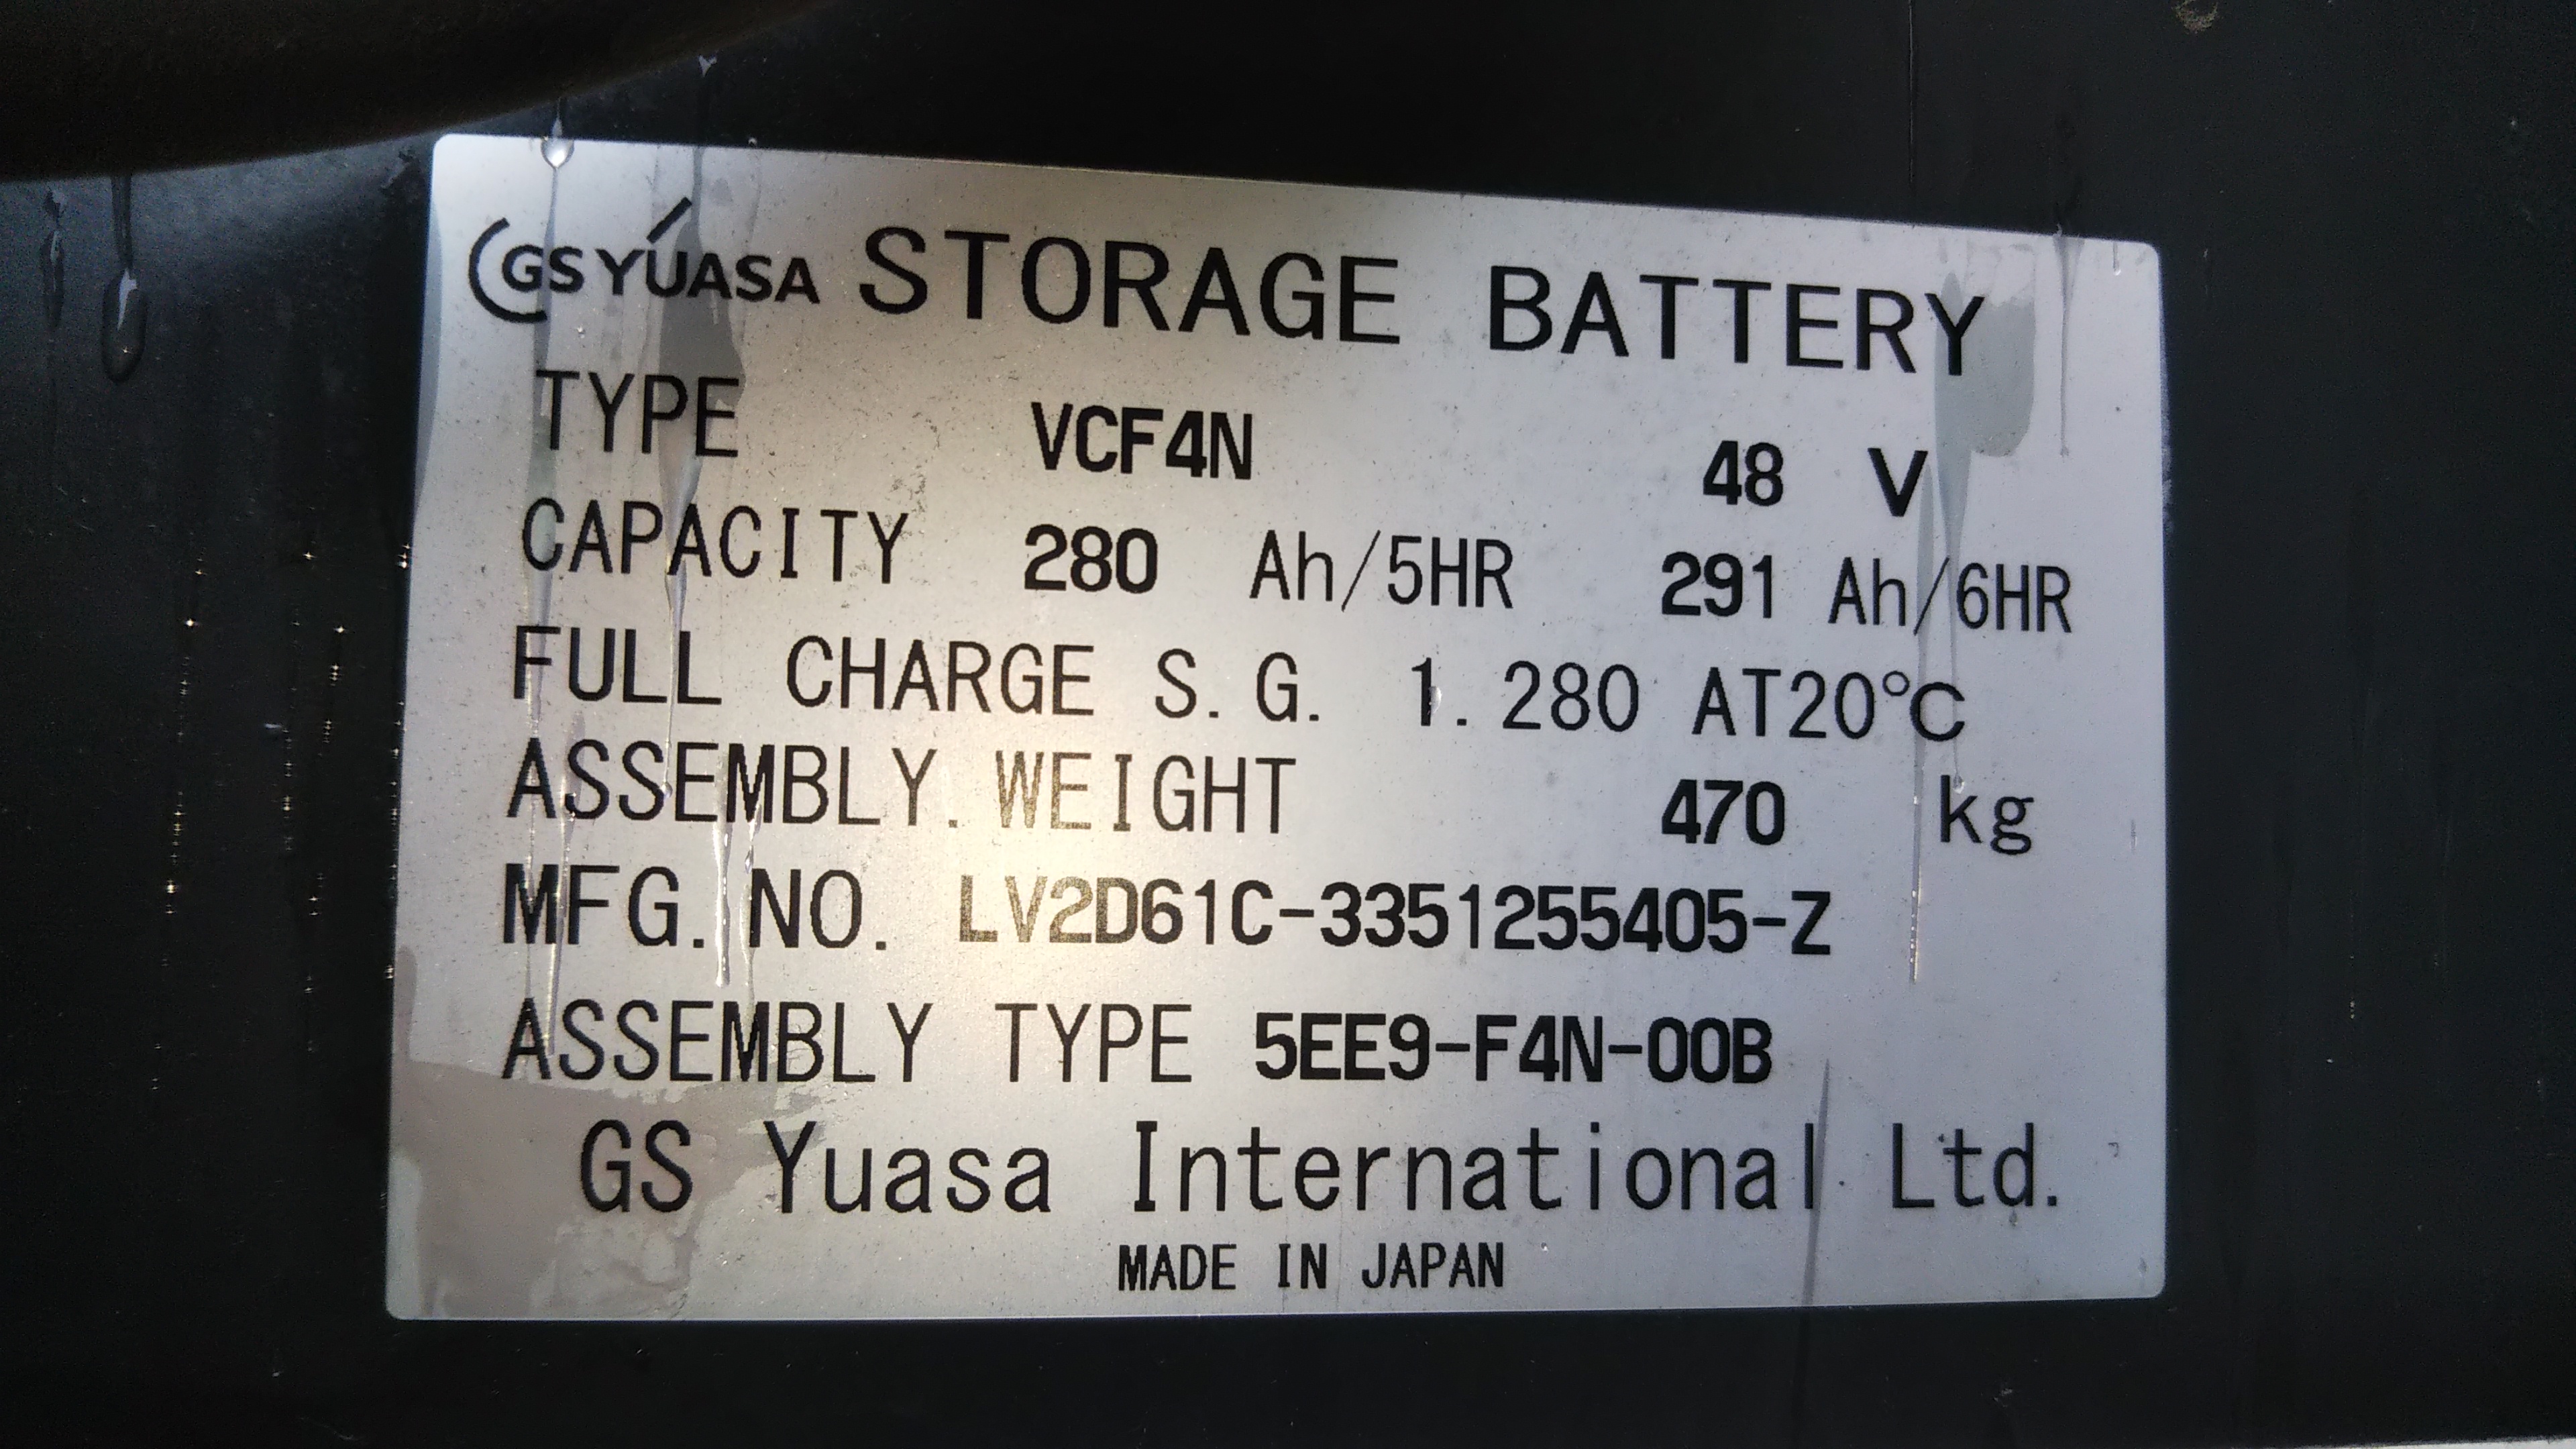 GS YUASA STORAGE BATTERY
TYPE VCF4N 48 V
CAPACITY 280 Ah/5HR 291 Ah/6HR
FULL CHARGE S.G. 1.280 AT20℃
ASSEMBLY.WEIGHT 470 kg
MFG.NO. LV2D61C-3351255405-Z
ASSEMBLY TYPE 5EE9-F4N-00B
GS Yuasa International Ltd.
MADE IN JAPAN